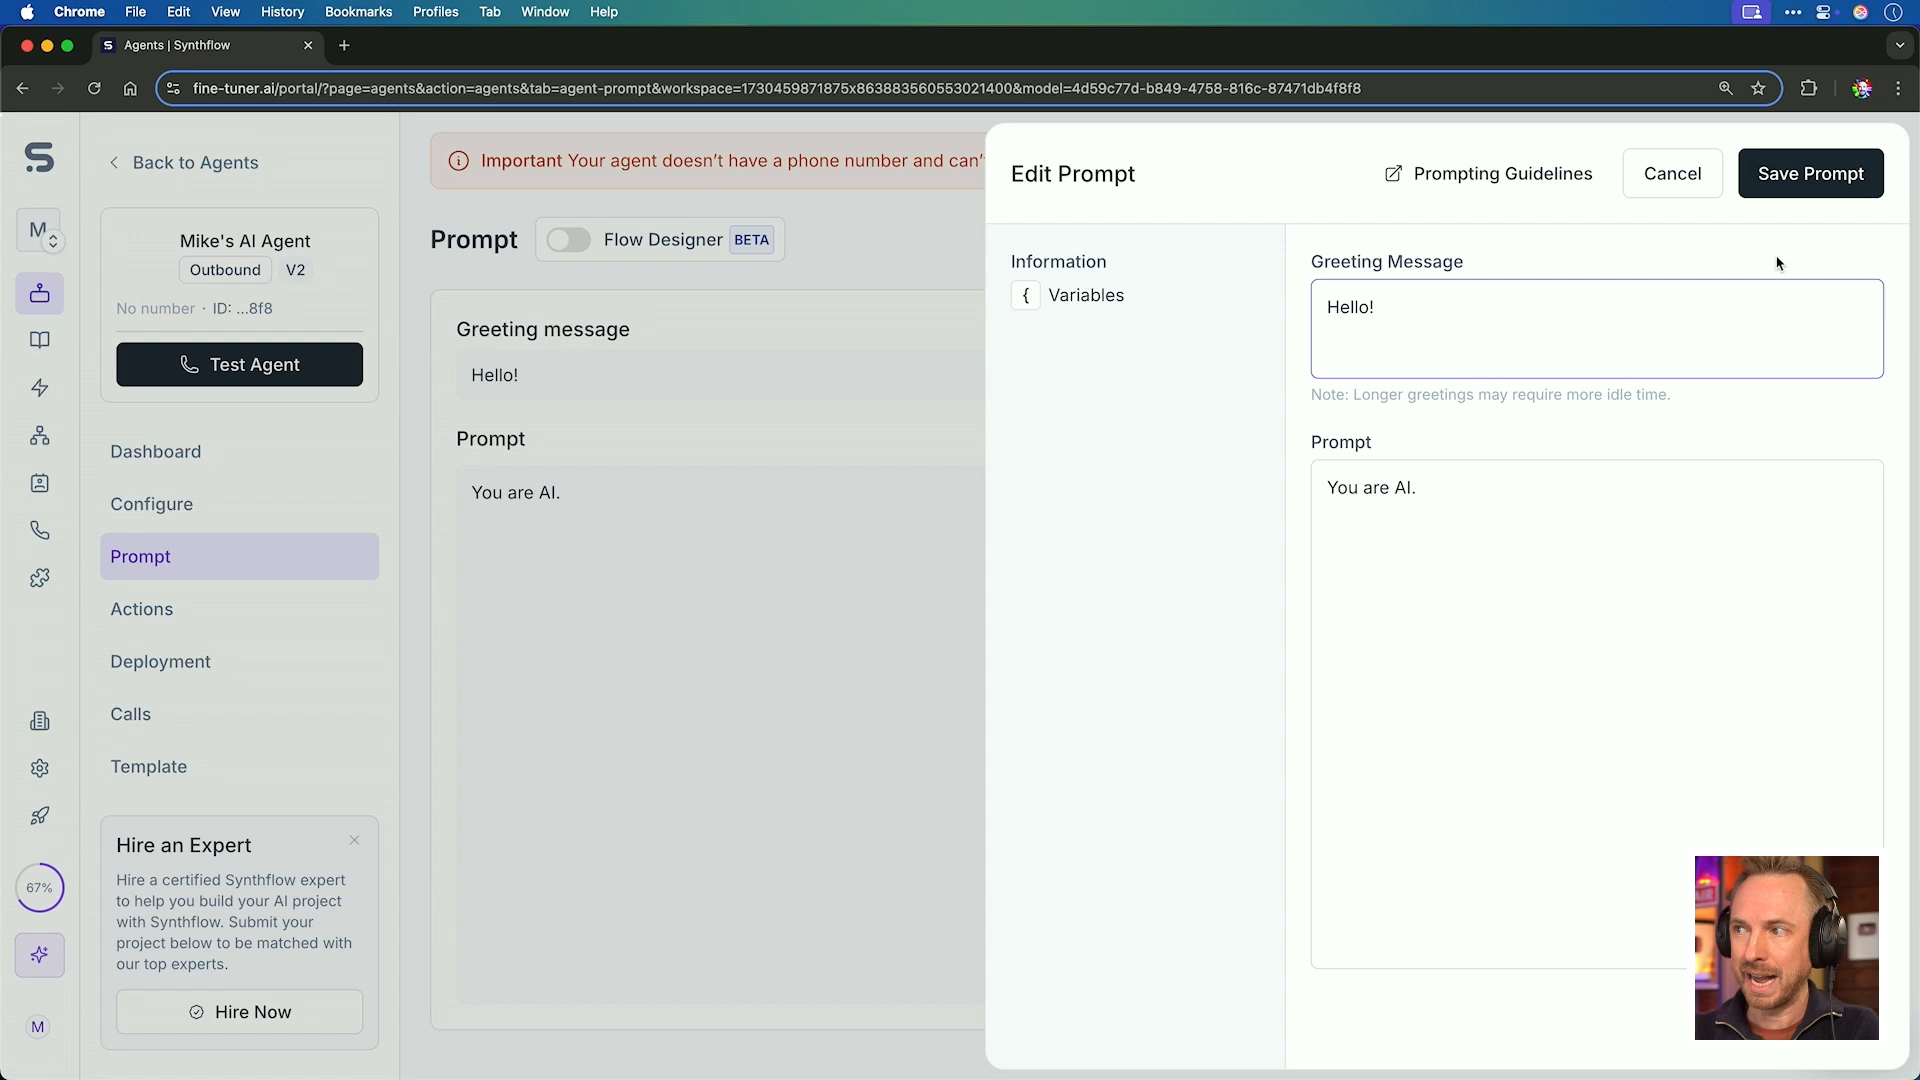 Chrome File Edit View History Bookmarks Profiles Tab Window Help
Agents | Synthflow
fine-tuner.ai/portal/?page=agents&action=agents&tab=agent-prompt&workspace=1730459871875x863883560553021400&model=4d59c77d-b849-4758-816c-87471db4f8f8
M
67%
M
Back to Agents
Mike's AI Agent
Outbound V2
No number · ID: ...8f8
Test Agent
Dashboard
Configure
Prompt
Actions
Deployment
Calls
Template
Hire an Expert
Hire a certified Synthflow expert
to help you build your AI project
with Synthflow. Submit your
project below to be matched with
our top experts.
Hire Now
Important Your agent doesn't have a phone number and can'
Prompt Flow Designer BETA
Greeting message
Hello!
Prompt
You are AI.
Edit Prompt Prompting Guidelines Cancel Save Prompt
Information
{ Variables
Greeting Message
Hello!
Note: Longer greetings may require more idle time.
Prompt
You are AI.